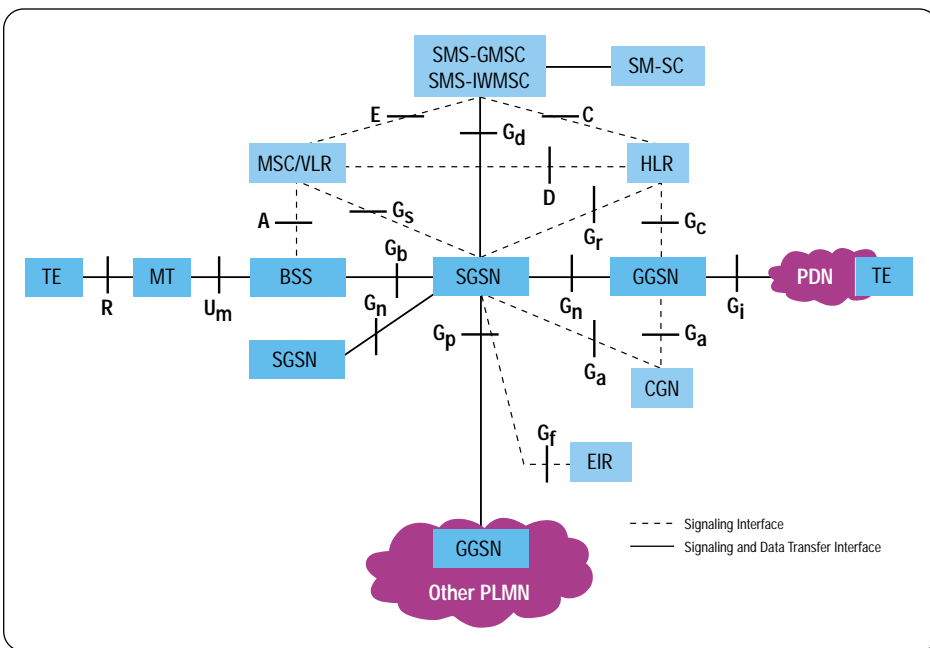 SMS-GMSC
SMS-IWMSC
SM-SC
E
C
Gd
MSC/VLR
HLR
D
A
Gs
Gr
Gc
Gb
TE
MT
BSS
SGSN
GGSN
PDN
TE
R
Um
Gn
Gn
Gi
Gp
Ga
Ga
SGSN
CGN
Gf
EIR
Signaling Interface
Signaling and Data Transfer Interface
GGSN
Other PLMN